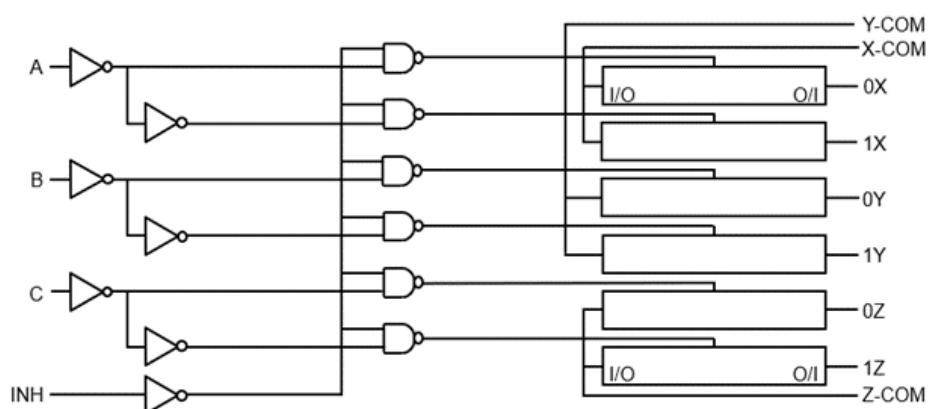 Y-COM
X-COM
A
I/O O/I
0X
1X
B
0Y
1Y
C
0Z
I/O O/I
1Z
INH
Z-COM